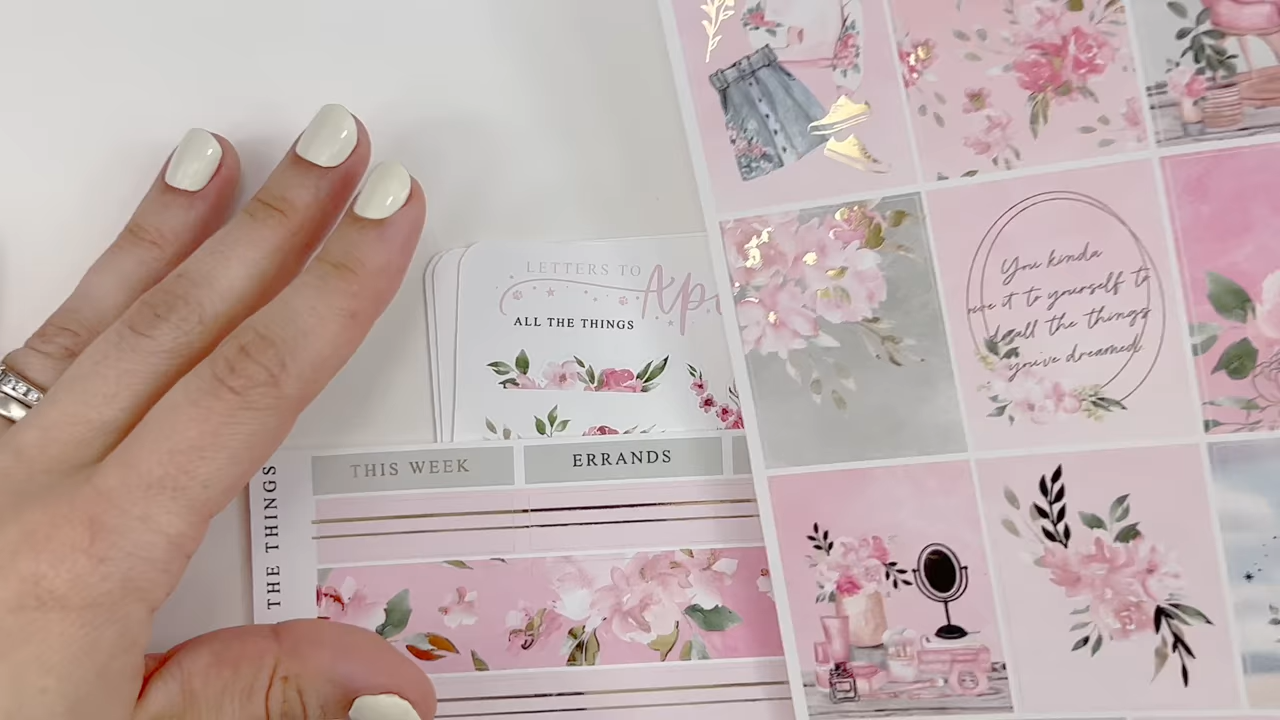 LETTERS TO
ALL THE THINGS
THIS WEEK
ERRANDS
THE THINGS
You kinda
it to yourself to
do all the things
you've dreamed